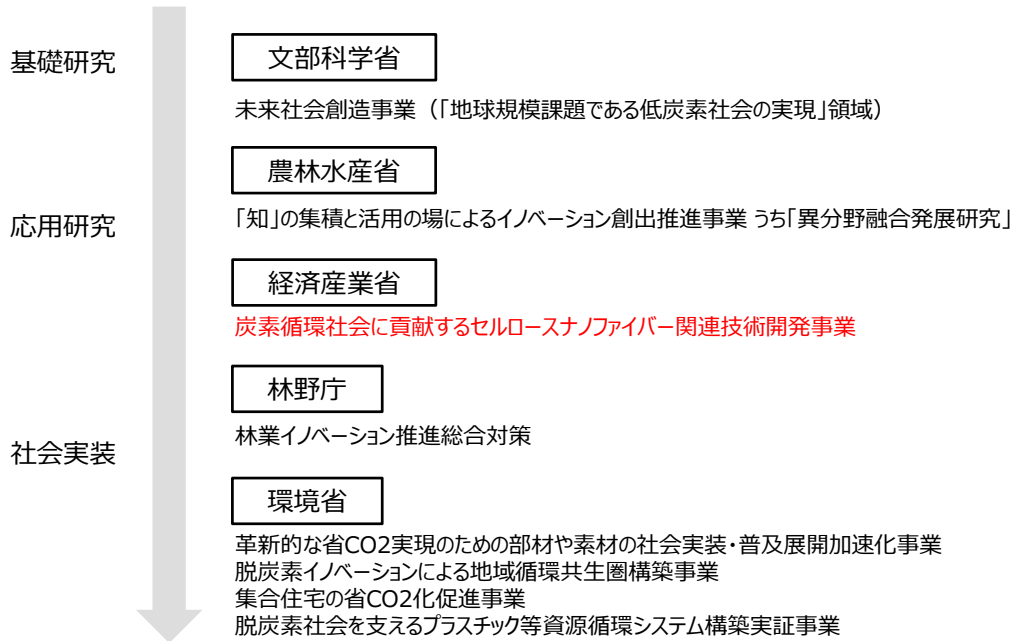 基礎研究
文部科学省
未来社会創造事業（「地球規模課題である低炭素社会の実現」領域）
農林水産省
応用研究
「知」の集積と活用の場によるイノベーション創出推進事業 うち「異分野融合発展研究」
経済産業省
炭素循環社会に貢献するセルロースナノファイバー関連技術開発事業
林野庁
林業イノベーション推進総合対策
社会実装
環境省
革新的な省CO2実現のための部材や素材の社会実装・普及展開加速化事業
脱炭素イノベーションによる地域循環共生圏構築事業
集合住宅の省CO2化促進事業
脱炭素社会を支えるプラスチック等資源循環システム構築実証事業